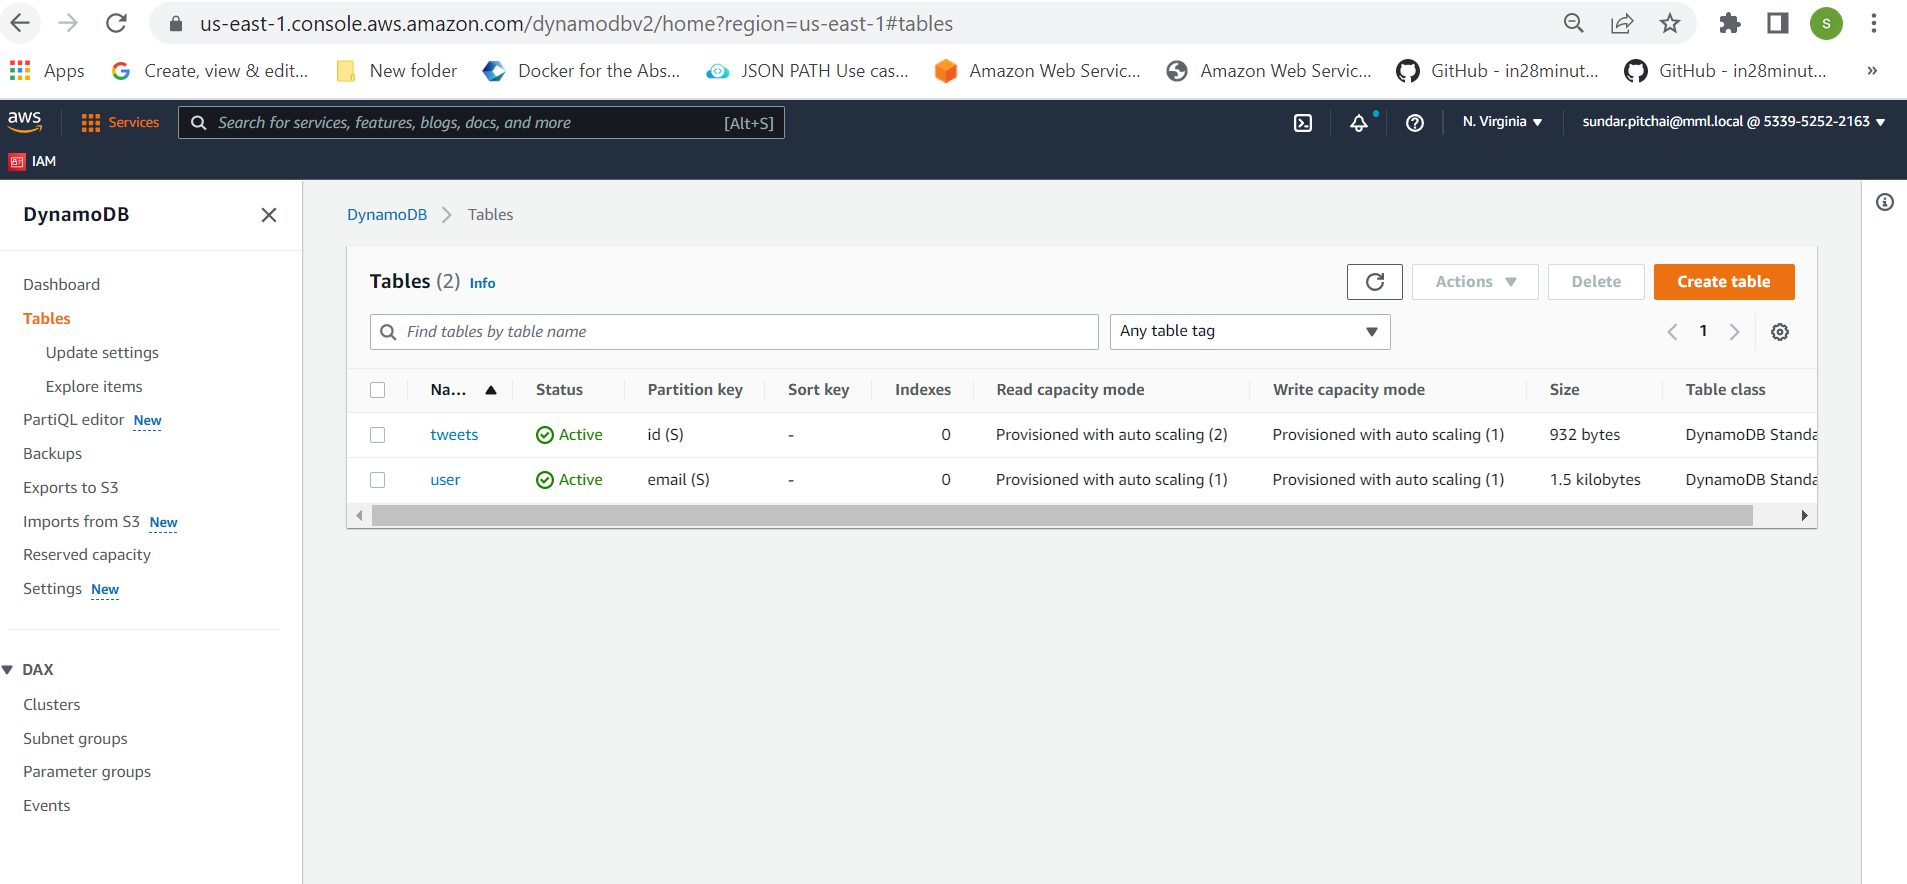 us-east-1.console.aws.amazon.com/dynamodbv2/home?region=us-east-1#tables
S
Apps Create, view & edit... New folder Docker for the Abs... JSON PATH Use cas... Amazon Web Servic... Amazon Web Servic... GitHub - in28minut... GitHub - in28minut... »
aws Services Search for services, features, blogs, docs, and more [Alt+S] N. Virginia sundar.pitchai@mml.local @ 5339-5252-2163
IAM
DynamoDB
Dashboard
Tables
Update settings
Explore items
PartiQL editor New
Backups
Exports to S3
Imports from S3 New
Reserved capacity
Settings New
DAX
Clusters
Subnet groups
Parameter groups
Events
DynamoDB > Tables
Tables (2) Info Actions Delete Create table
Find tables by table name Any table tag 1
Na... Status Partition key Sort key Indexes Read capacity mode Write capacity mode Size Table class
tweets Active id (S) - 0 Provisioned with auto scaling (2) Provisioned with auto scaling (1) 932 bytes DynamoDB Standa
user Active email (S) - 0 Provisioned with auto scaling (1) Provisioned with auto scaling (1) 1.5 kilobytes DynamoDB Standa